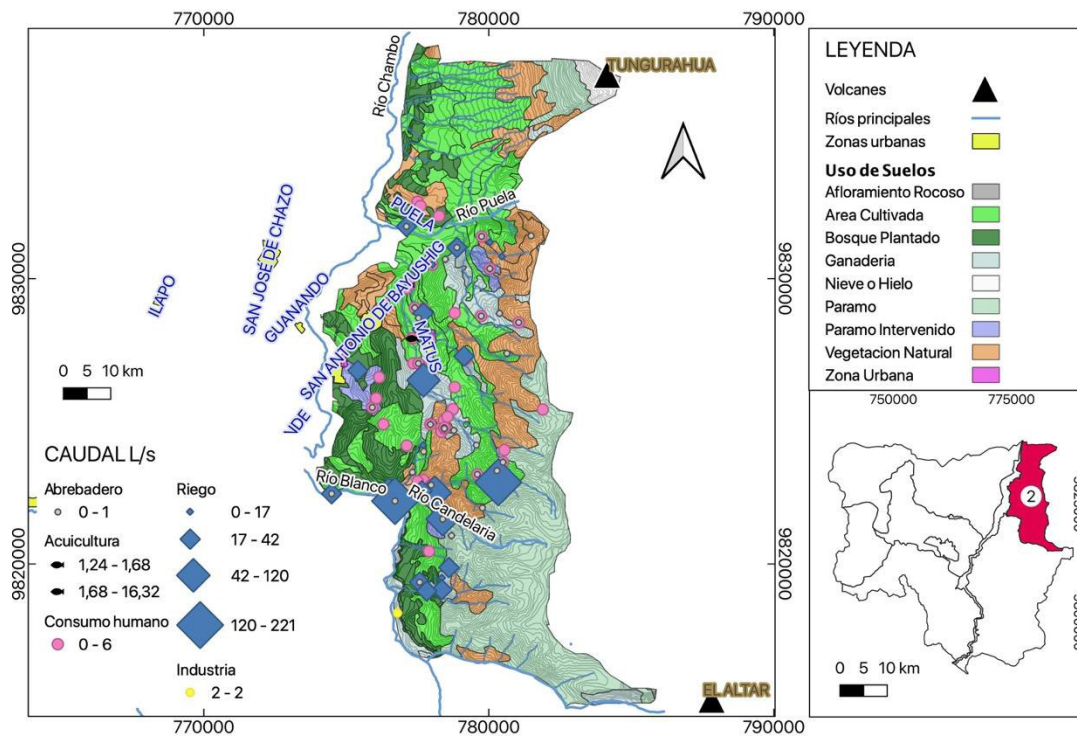 770000
780000
790000
TUNGURAHUA
Río Chambo
PUELA
Río Puela
SAN JOSÉ DE CHAZO
ILAPO
GUANANDO
SAN ANTONIO DE BAYUSHIG
MATUS
NDE
Río Blanco
Río Candelaria
EL ALTAR
9830000
9820000
9830000
9820000
0 5 10 km
CAUDAL L/s
Abrebadero
0 - 1
Acuicultura
1,24 - 1,68
1,68 - 16,32
Consumo humano
0 - 6
Riego
0 - 17
17 - 42
42 - 120
120 - 221
Industria
2 - 2
770000
780000
790000
LEYENDA
Volcanes
Ríos principales
Zonas urbanas
Uso de Suelos
Afloramiento Rocoso
Area Cultivada
Bosque Plantado
Ganaderia
Nieve o Hielo
Paramo
Paramo Intervenido
Vegetacion Natural
Zona Urbana
750000
775000
2
0 5 10 km